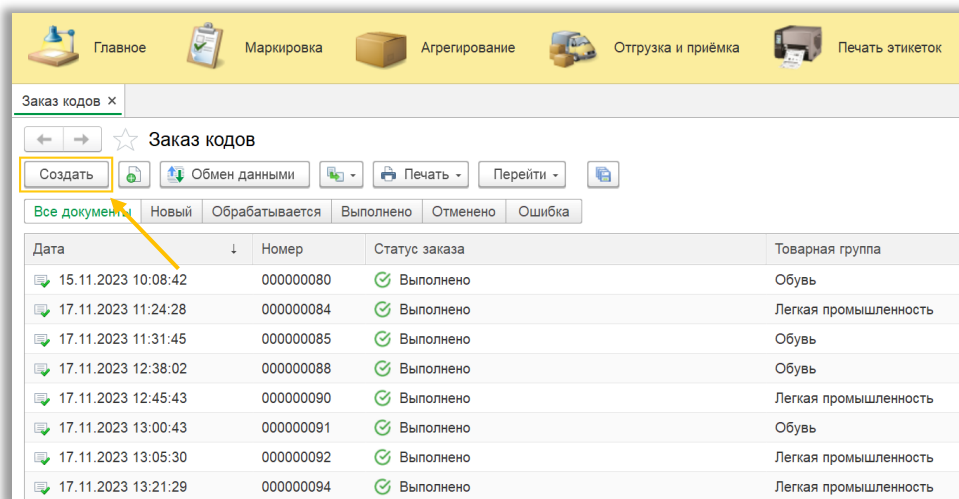 Главное Маркировка Агрегирование Отгрузка и приёмка Печать этикеток
Заказ кодов ×
Заказ кодов
Создать Обмен данными Печать Перейти
Все документы Новый Обрабатывается Выполнено Отменено Ошибка
Дата ↓ Номер Статус заказа Товарная группа
15.11.2023 10:08:42 000000080 Выполнено Обувь
17.11.2023 11:24:28 000000084 Выполнено Легкая промышленность
17.11.2023 11:31:45 000000085 Выполнено Обувь
17.11.2023 12:38:02 000000088 Выполнено Обувь
17.11.2023 12:45:43 000000090 Выполнено Легкая промышленность
17.11.2023 13:00:43 000000091 Выполнено Обувь
17.11.2023 13:05:30 000000092 Выполнено Легкая промышленность
17.11.2023 13:21:29 000000094 Выполнено Легкая промышленность